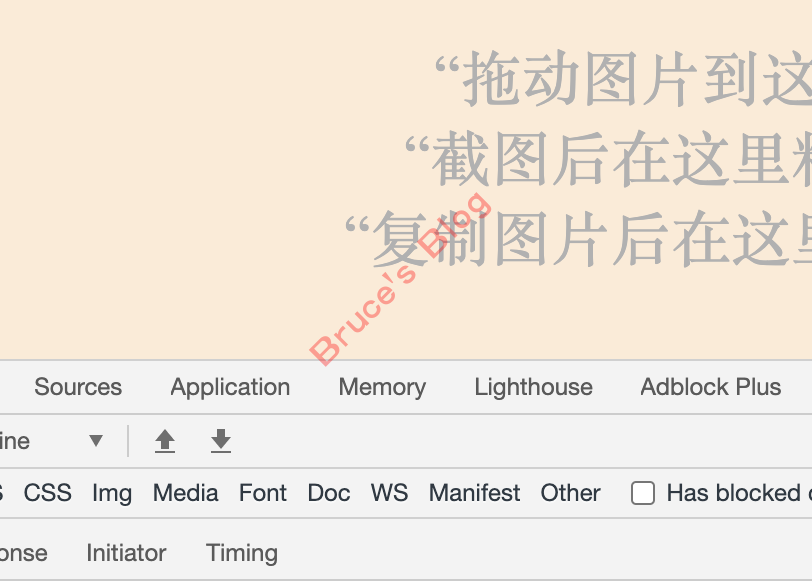 “拖动图片到这
“截图后在这里
“复制图片后在这里
Bruce's Blog
Sources Application Memory Lighthouse Adblock Plus
ine
CSS Img Media Font Doc WS Manifest Other Has blocked
onse Initiator Timing